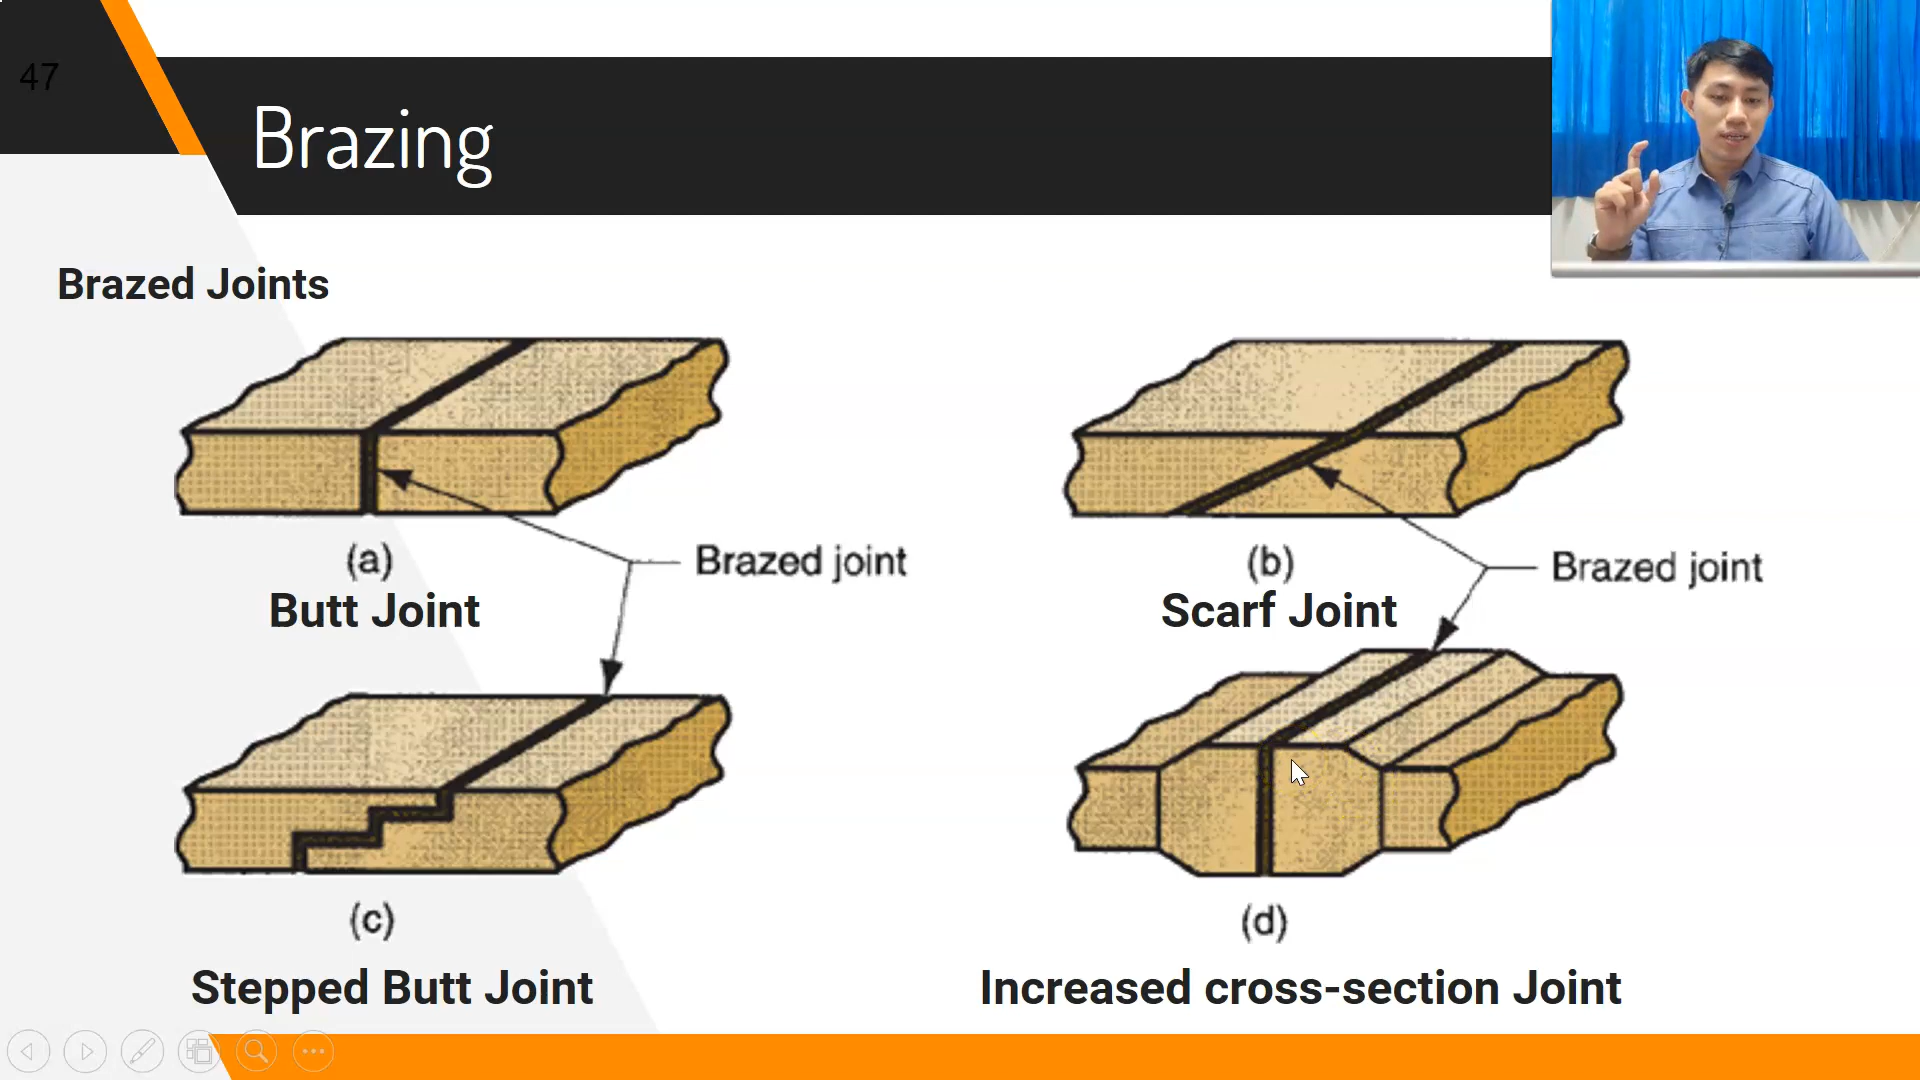 47
Brazing
Brazed Joints
(a)
Brazed joint
(b)
Brazed joint
Butt Joint
Scarf Joint
(c)
(d)
Stepped Butt Joint
Increased cross-section Joint